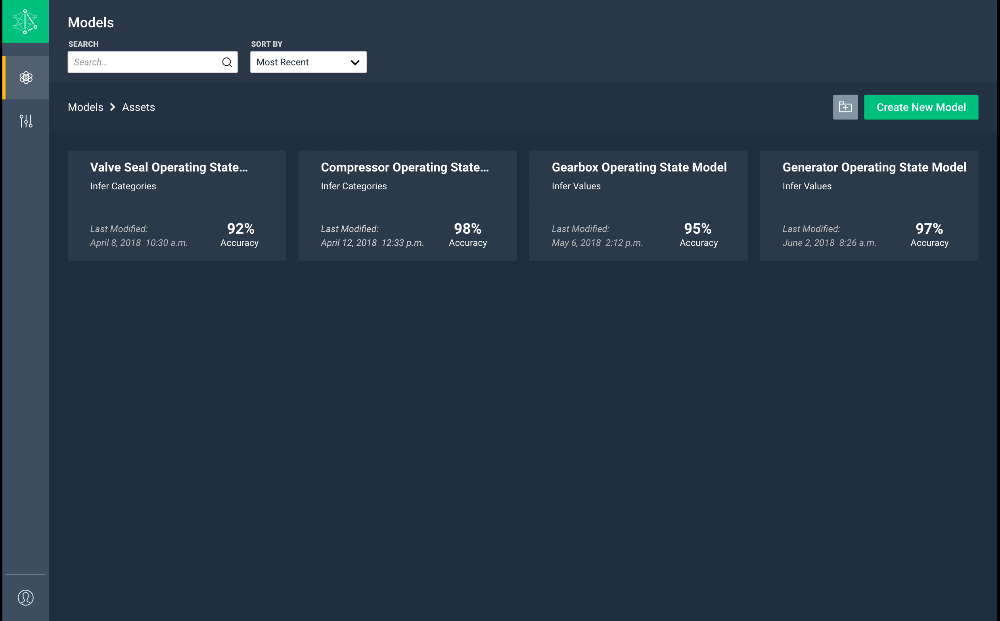 Models
SEARCH
SORT BY
Search...
Most Recent
Models
Assets
Create New Model
Valve Seal Operating State...
Infer Categories
Last Modified:
April 8, 2018 10:30 a.m.
92%
Accuracy
Compressor Operating State...
Infer Categories
Last Modified:
April 12, 2018 12:33 p.m.
98%
Accuracy
Gearbox Operating State Model
Infer Values
Last Modified:
May 6, 2018 2:12 p.m.
95%
Accuracy
Generator Operating State Model
Infer Values
Last Modified:
June 2, 2018 8:26 a.m.
97%
Accuracy